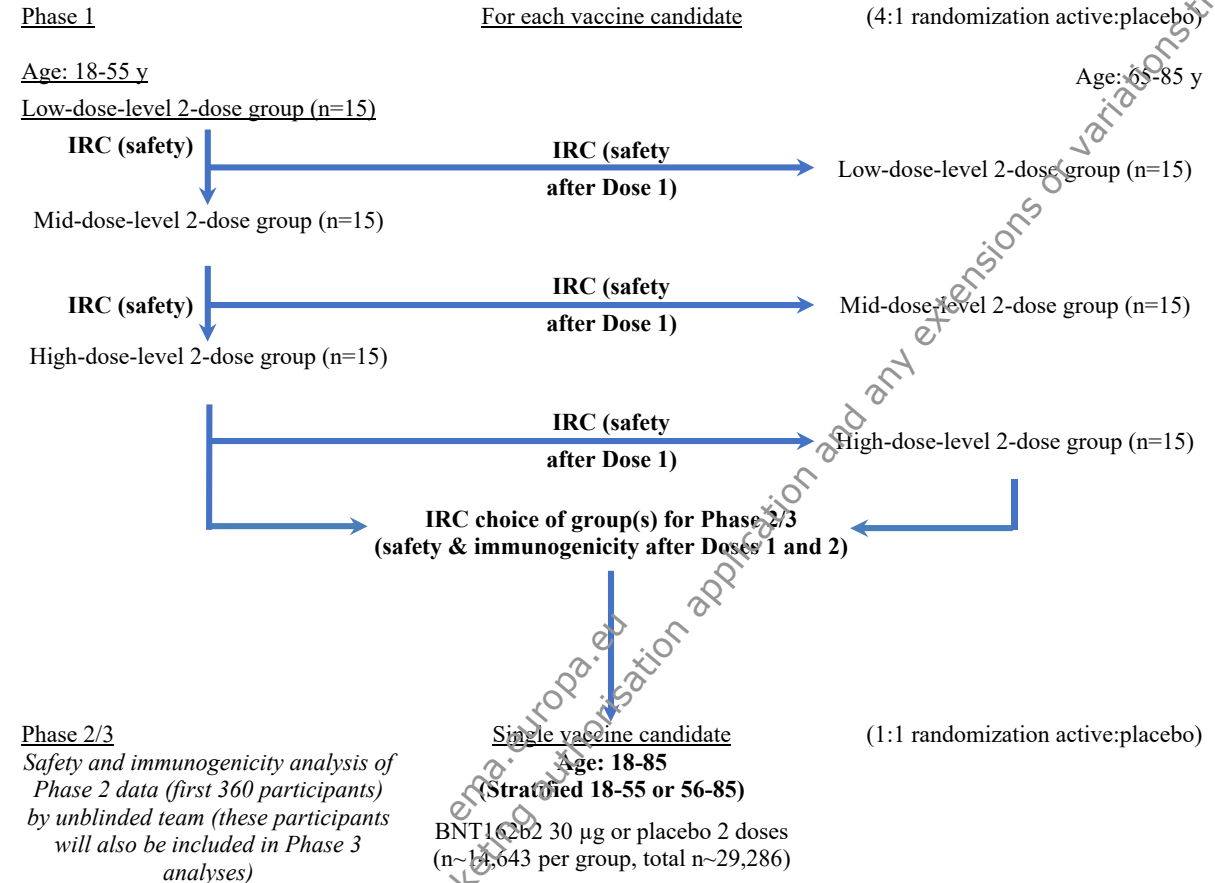 Phase 1
For each vaccine candidate
(4:1 randomization active:placebo)
Age: 18-55 y
Age: 65-85 y
Low-dose-level 2-dose group (n=15)
IRC (safety)
IRC (safety
after Dose 1)
Low-dose-level 2-dose group (n=15)
Mid-dose-level 2-dose group (n=15)
IRC (safety)
IRC (safety
after Dose 1)
Mid-dose-level 2-dose group (n=15)
High-dose-level 2-dose group (n=15)
IRC (safety
after Dose 1)
High-dose-level 2-dose group (n=15)
IRC choice of group(s) for Phase 2/3
(safety & immunogenicity after Doses 1 and 2)
Phase 2/3
Single vaccine candidate
(1:1 randomization active:placebo)
Safety and immunogenicity analysis of
Phase 2 data (first 360 participants)
by unblinded team (these participants
will also be included in Phase 3
analyses)
Age: 18-85
(Stratified 18-55 or 56-85)
BNT162b2 30 µg or placebo 2 doses
(n~14,643 per group, total n~29,286)
ema.europa.eu
authorisation application and any extensions or variations